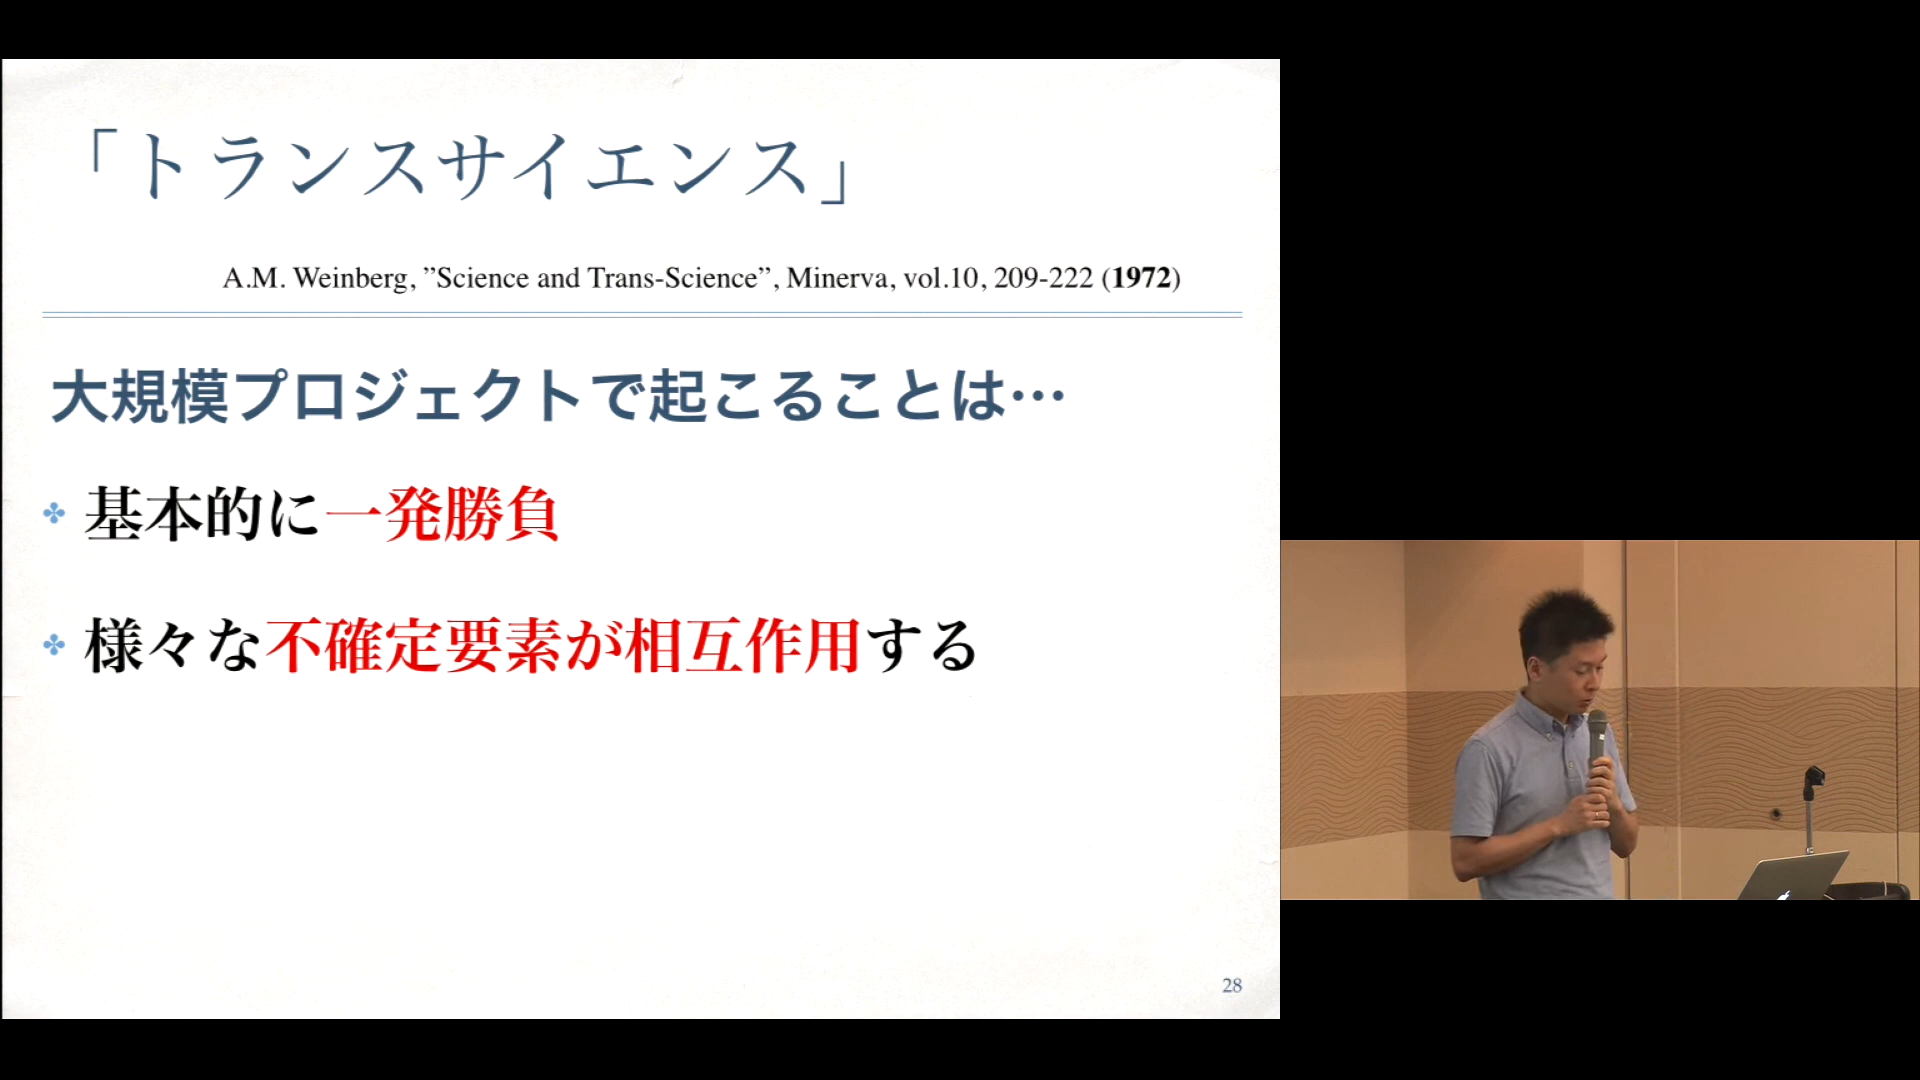 「トランスサイエンス」
A.M. Weinberg, ”Science and Trans-Science”, Minerva, vol.10, 209-222 (1972)
大規模プロジェクトで起こることは…
基本的に一発勝負
様々な不確定要素が相互作用する
28